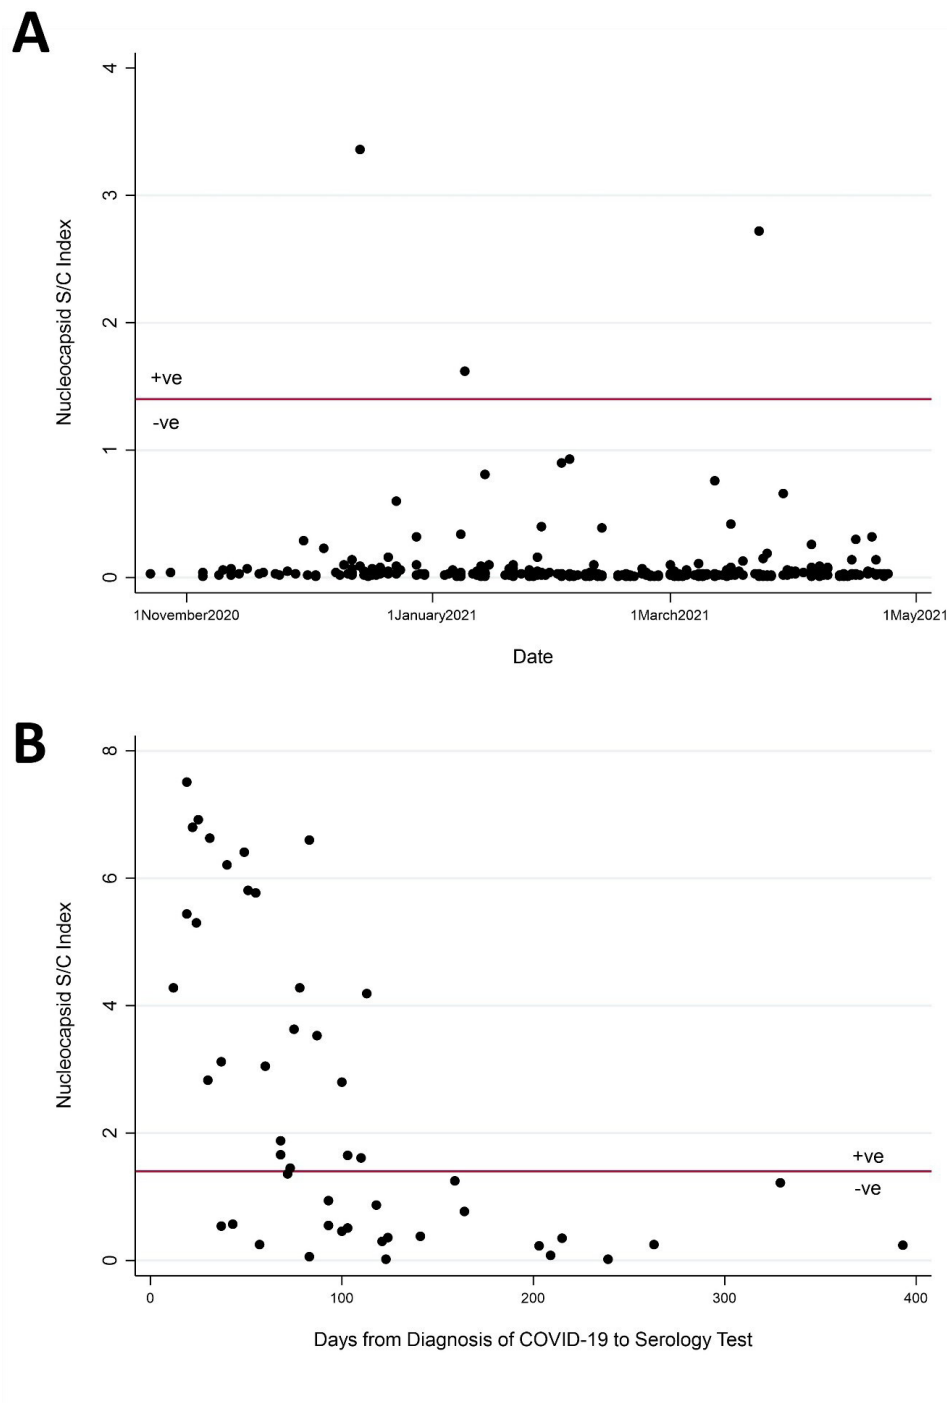 A
4
3
2
1
0
Nucleocapsid S/C Index
+ve
-ve
1November2020 1January2021 1March2021 1May2021
Date
B
8
6
4
2
0
Nucleocapsid S/C Index
+ve
-ve
0 100 200 300 400
Days from Diagnosis of COVID-19 to Serology Test